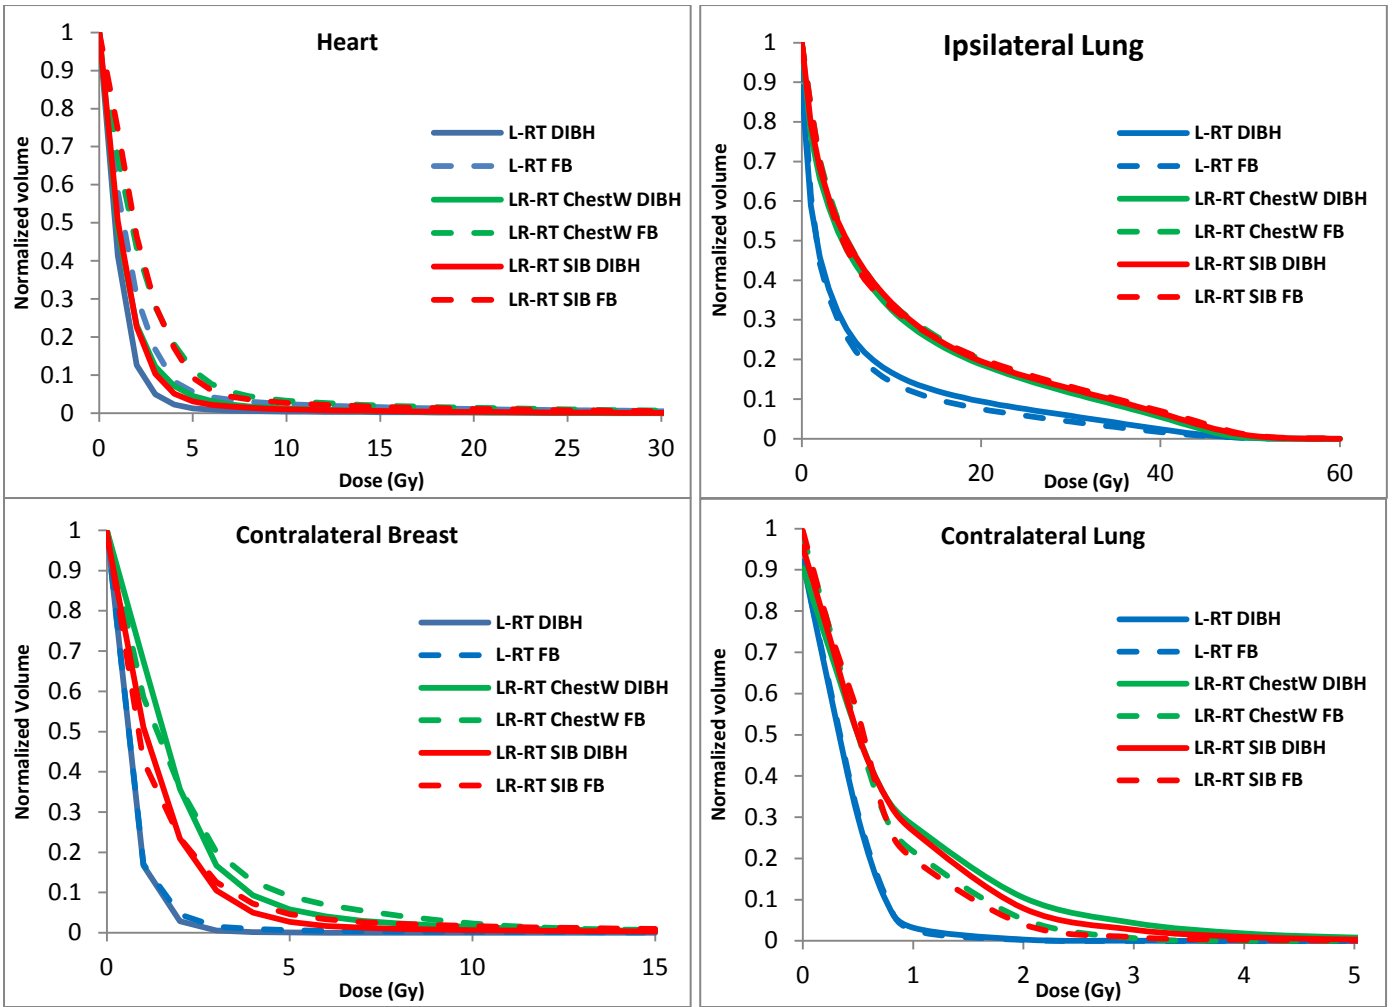 Heart
Normalized volume
1
0.9
0.8
0.7
0.6
0.5
0.4
0.3
0.2
0.1
0
L-RT DIBH
L-RT FB
LR-RT ChestW DIBH
LR-RT ChestW FB
LR-RT SIB DIBH
LR-RT SIB FB
0 5 10 15 20 25 30
Dose (Gy)
Ipsilateral Lung
Normalized volume
1
0.9
0.8
0.7
0.6
0.5
0.4
0.3
0.2
0.1
0
L-RT DIBH
L-RT FB
LR-RT ChestW DIBH
LR-RT ChestW FB
LR-RT SIB DIBH
LR-RT SIB FB
0 20 40 60
Dose (Gy)
Contralateral Breast
Normalized Volume
1
0.9
0.8
0.7
0.6
0.5
0.4
0.3
0.2
0.1
0
L-RT DIBH
L-RT FB
LR-RT ChestW DIBH
LR-RT ChestW FB
LR-RT SIB DIBH
LR-RT SIB FB
0 5 10 15
Dose (Gy)
Contralateral Lung
Normalized volume
1
0.9
0.8
0.7
0.6
0.5
0.4
0.3
0.2
0.1
0
L-RT DIBH
L-RT FB
LR-RT ChestW DIBH
LR-RT ChestW FB
LR-RT SIB DIBH
LR-RT SIB FB
0 1 2 3 4 5
Dose (Gy)